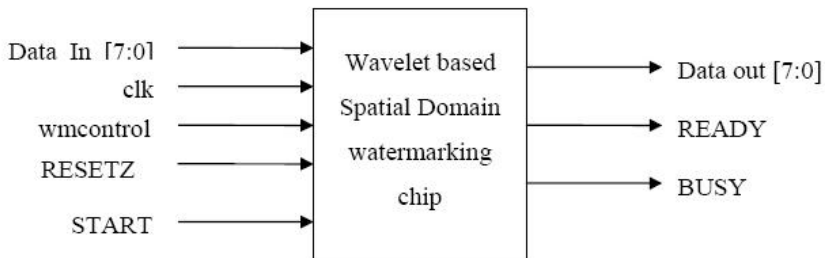 Data In [7:0]
clk
wmcontrol
RESETZ
START
Wavelet based
Spatial Domain
watermarking
chip
Data out [7:0]
READY
BUSY